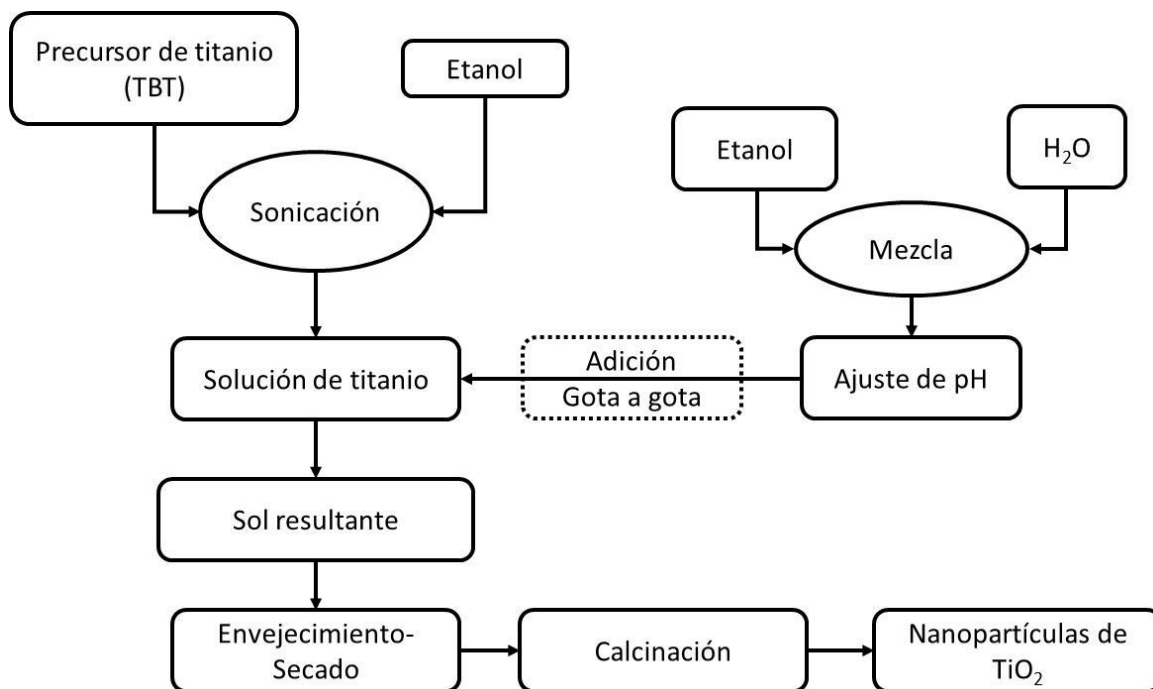 Precursor de titanio
(TBT)
Etanol
Etanol
H₂O
Sonicación
Mezcla
Solución de titanio
Adición
Gota a gota
Ajuste de pH
Sol resultante
Envejecimiento-
Secado
Calcinación
Nanopartículas de
TiO₂